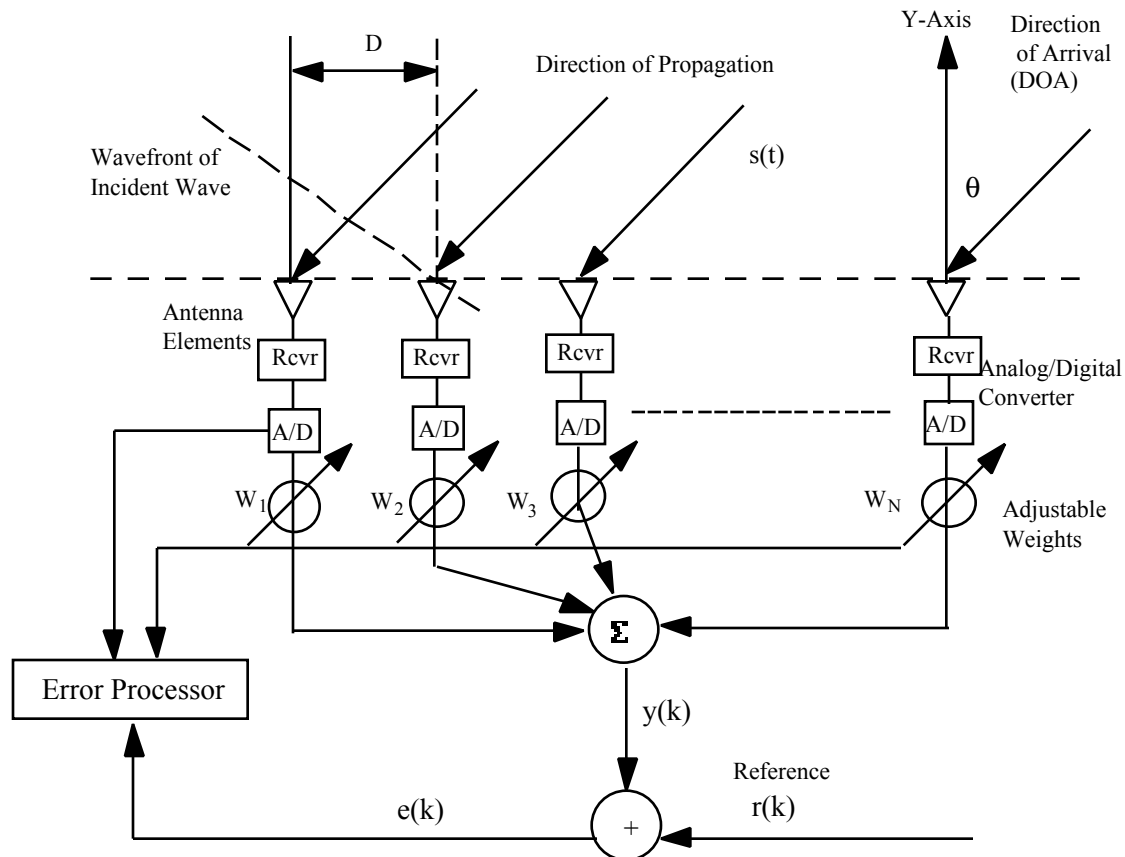 D
Y-Axis
Direction
of Arrival
(DOA)
Direction of Propagation
Wavefront of
Incident Wave
s(t)
θ
Antenna
Elements
Rcvr
Rcvr
Rcvr
Rcvr
Analog/Digital
Converter
A/D
A/D
A/D
A/D
W1
W2
W3
WN
Adjustable
Weights
Σ
Error Processor
y(k)
Reference
e(k)
+
r(k)